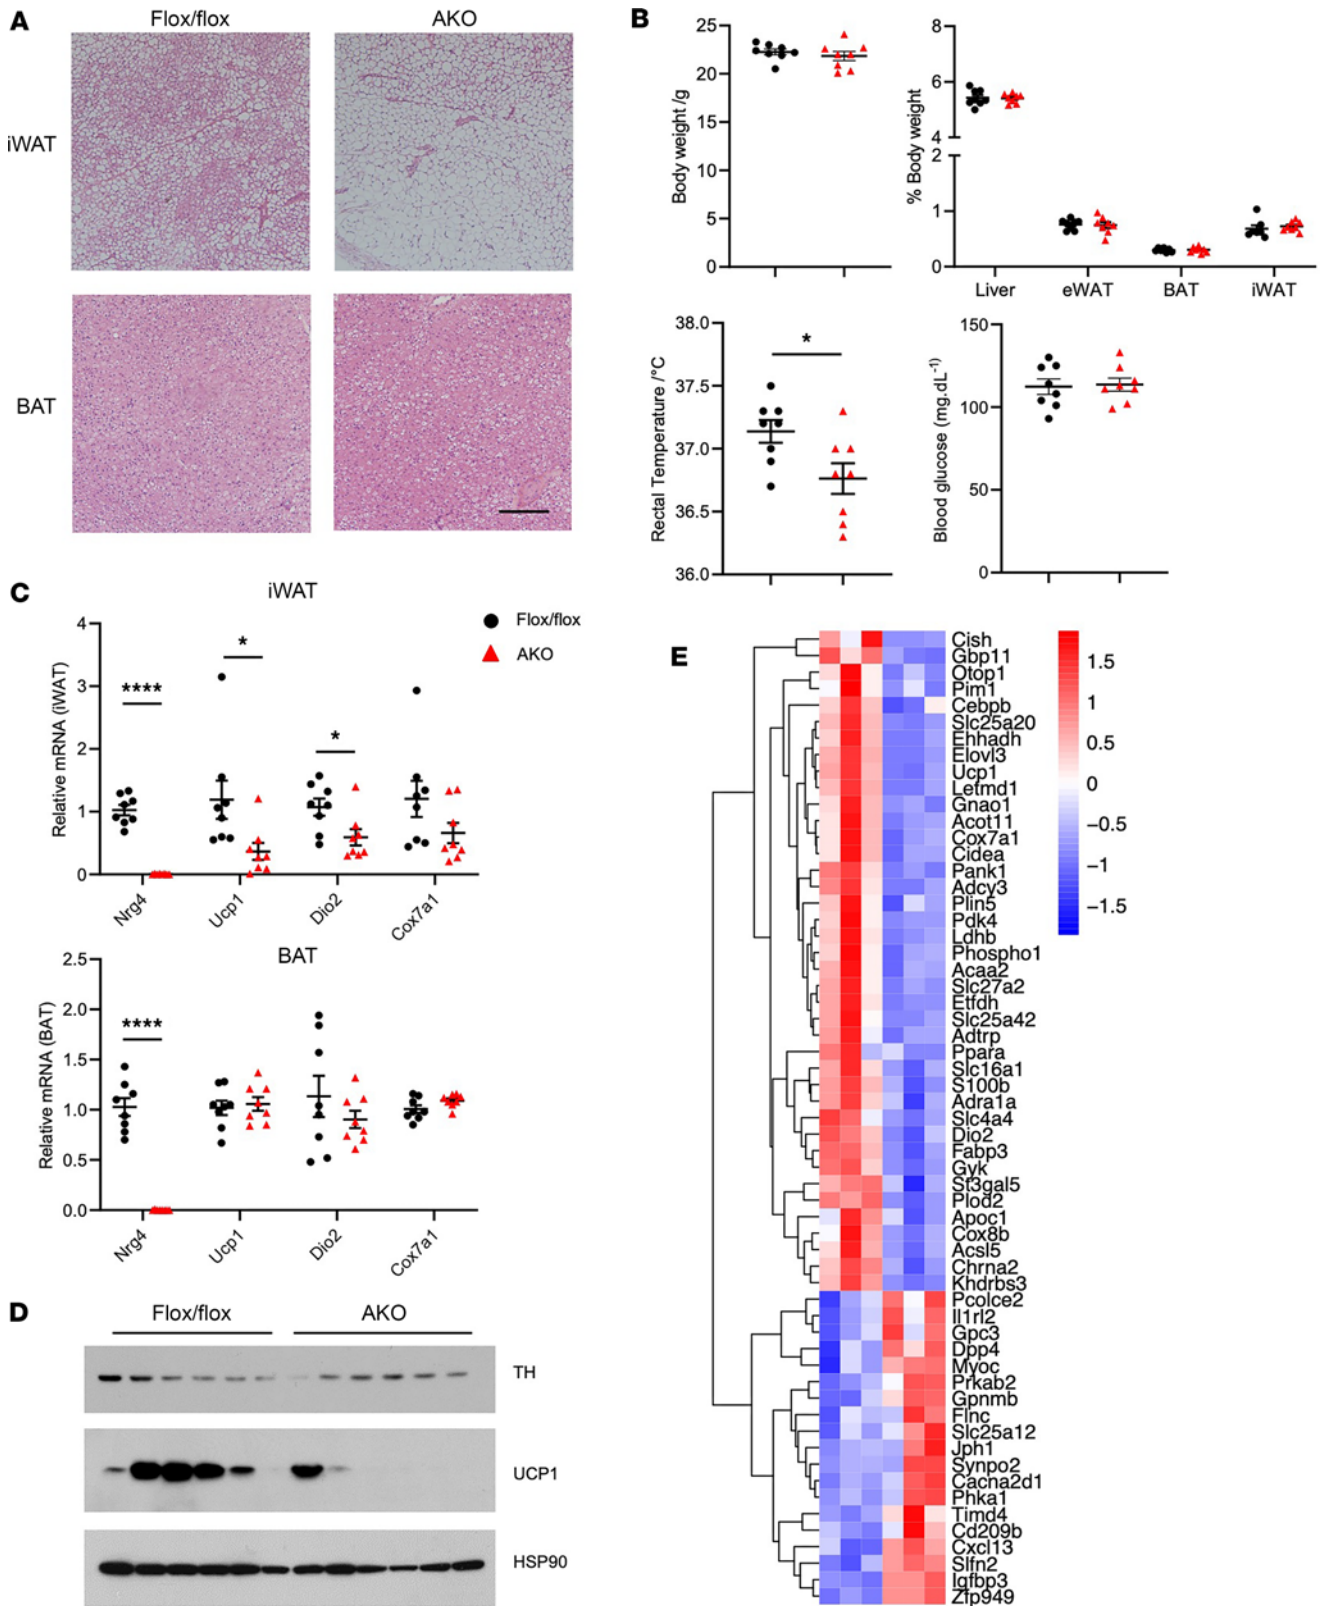 A
Flox/flox
AKO
iWAT
BAT
B
Body weight /g
25
20
15
10
5
0
% Body weight
8
6
4
2
1
0
Liver
eWAT
BAT
iWAT
Rectal Temperature /°C
38.0
37.5
37.0
36.5
36.0
*
Blood glucose (mg.dL⁻¹)
150
100
50
0
C
iWAT
Relative mRNA (iWAT)
4
3
2
1
0
****
*
*
Nrg4
Ucp1
Dio2
Cox7a1
Flox/flox
AKO
BAT
Relative mRNA (BAT)
2.5
2.0
1.5
1.0
0.5
0.0
****
Nrg4
Ucp1
Dio2
Cox7a1
D
Flox/flox
AKO
TH
UCP1
HSP90
E
Cish
Gbp11
Otop1
Pim1
Cebpb
Slc25a20
Ehhadh
Elovl3
Ucp1
Letmd1
Gnao1
Acot11
Cox7a1
Cidea
Pank1
Adcy3
Plin5
Pdk4
Ldhb
Phospho1
Acaa2
Slc27a2
Etfdh
Slc25a42
Adtrp
Ppara
Slc16a1
S100b
Adra1a
Slc4a4
Dio2
Fabp3
Gyk
St3gal5
Plod2
Apoc1
Cox8b
Acsl5
Chrna2
Khdrbs3
Pcolce2
Il1rl2
Gpc3
Dpp4
Myoc
Prkab2
Gpnmb
Flnc
Slc25a12
Jph1
Synpo2
Cacna2d1
Phka1
Timd4
Cd209b
Cxcl13
Slfn2
Igfbp3
Zfp949
1.5
1
0.5
0
−0.5
−1
−1.5